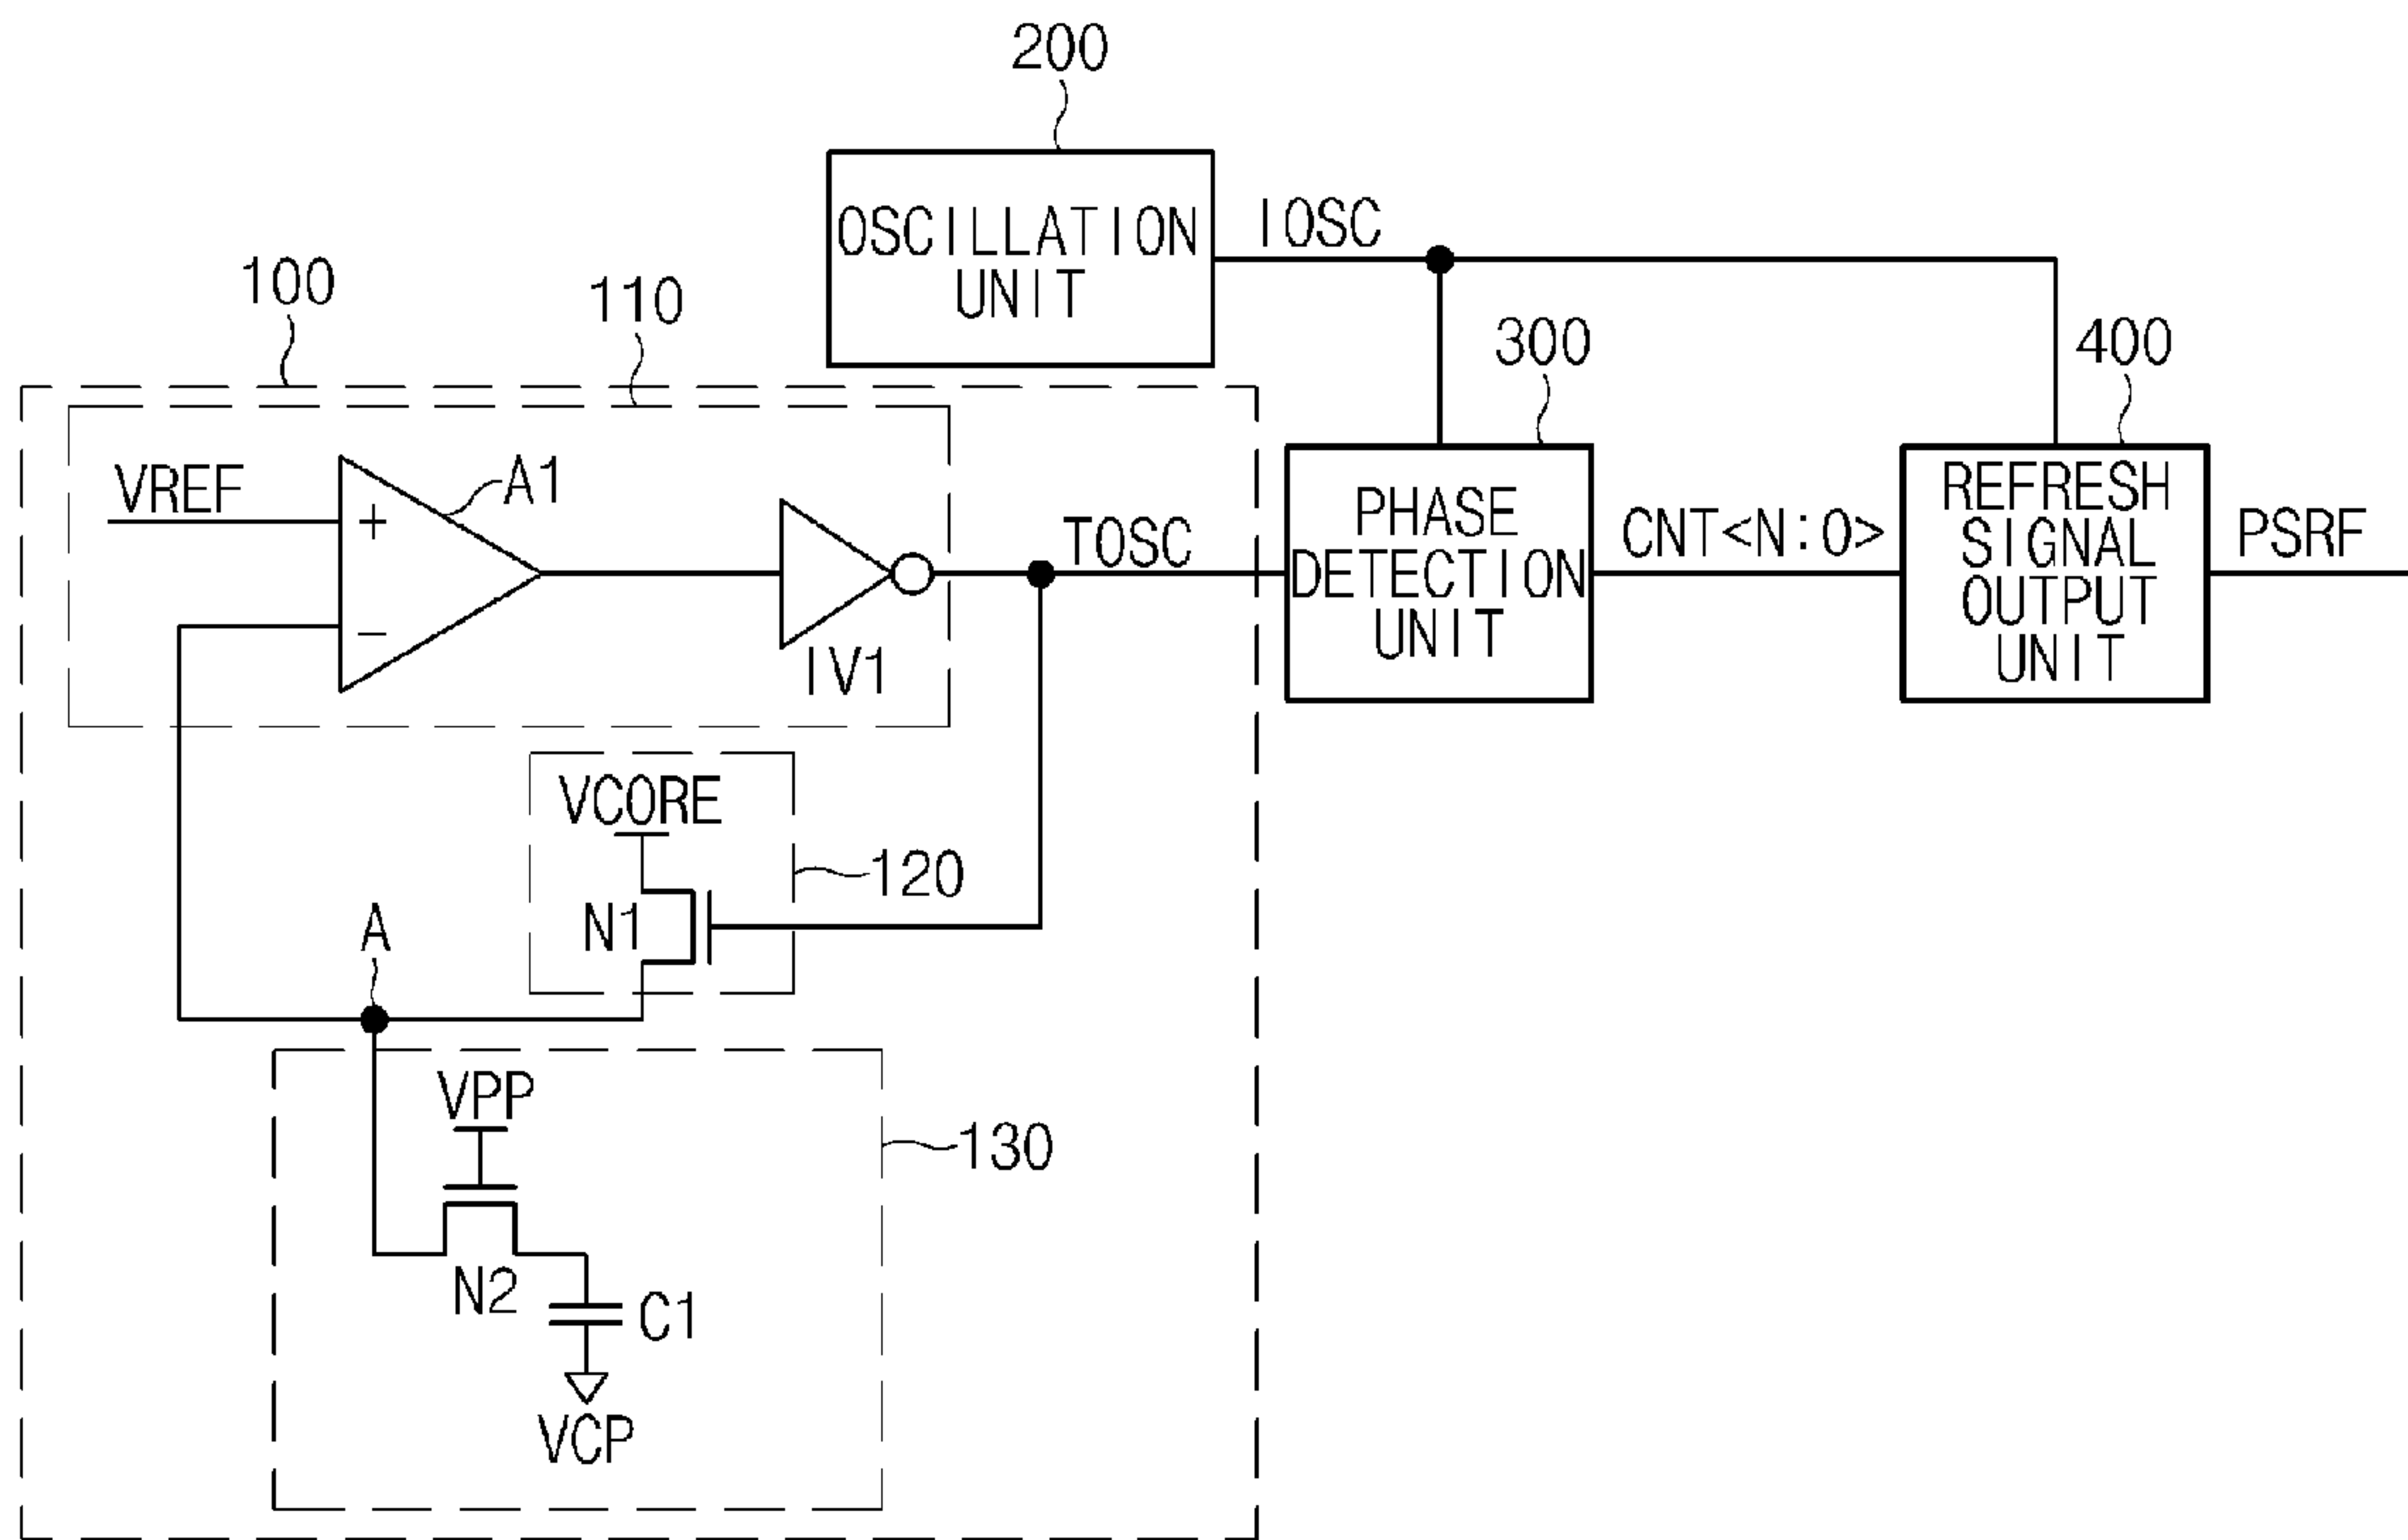 200
OSCILLATION
UNIT
IOSC
100
110
300
400
VREF
+
−
A1
IV1
TOSC
PHASE
DETECTION
UNIT
CNT<N:0>
REFRESH
SIGNAL
OUTPUT
UNIT
PSRF
VCORE
N1
120
A
VPP
N2
C1
VCP
130